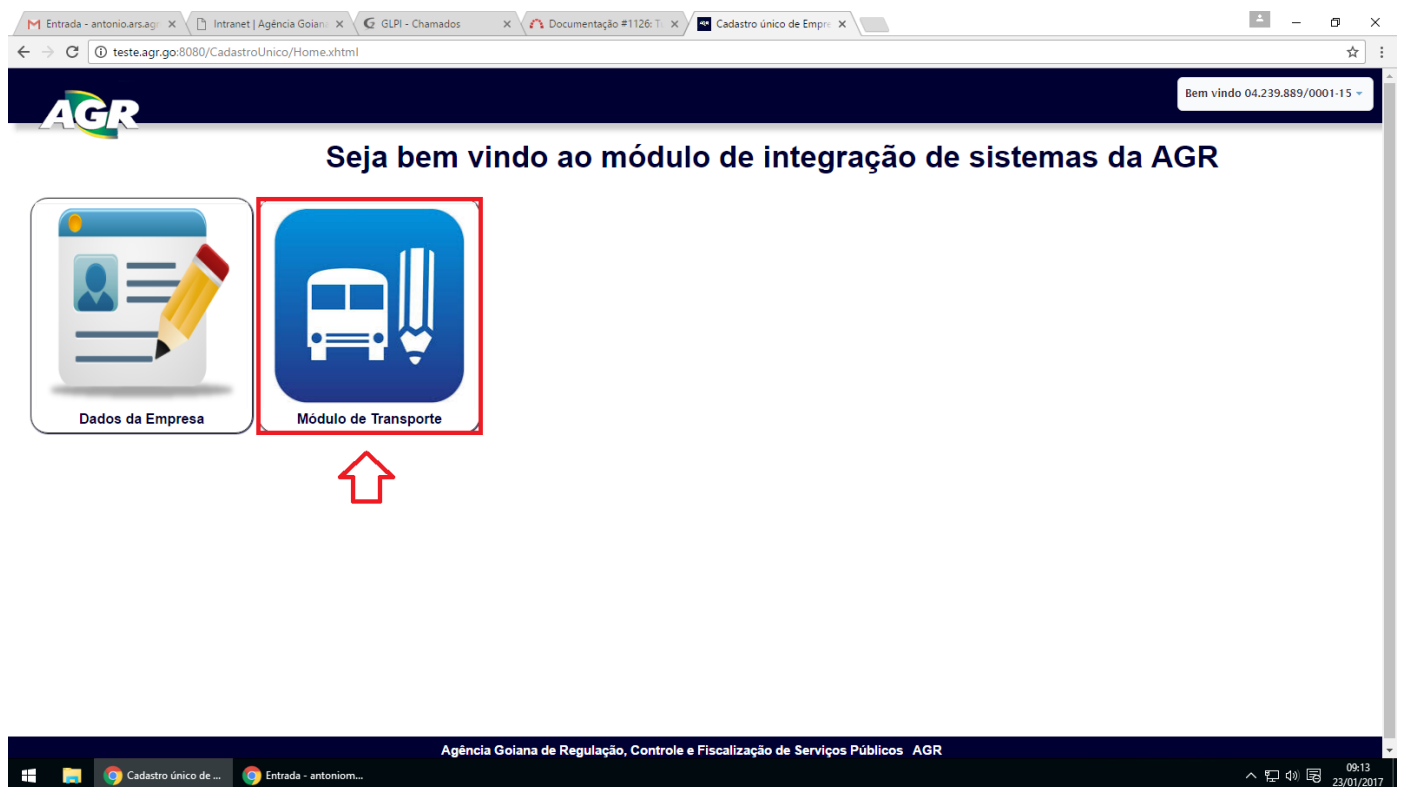 Entrada - antonio.ars.agr
Intranet | Agência Goian
GLPI - Chamados
Documentação #1126: T
Cadastro único de Empre
teste.agr.go:8080/CadastroUnico/Home.xhtml
AGR
Bem vindo 04.239.889/0001-15
Seja bem vindo ao módulo de integração de sistemas da AGR
Dados da Empresa
Módulo de Transporte
Agência Goiana de Regulação, Controle e Fiscalização de Serviços Públicos AGR
Cadastro único de ...
Entrada - antoniom...
09:13
23/01/2017